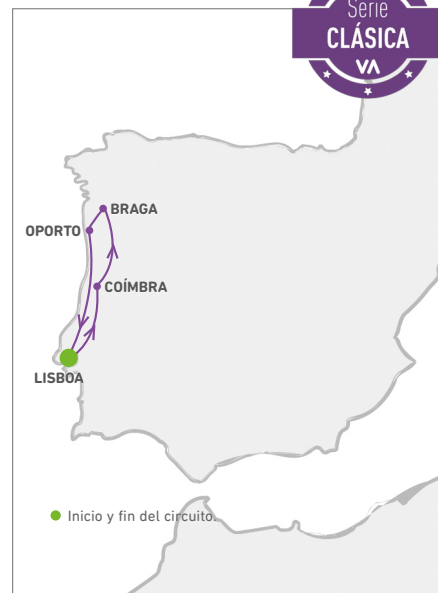 Serie
CLÁSICA
VA
BRAGA
OPORTO
COÍMBRA
LISBOA
Inicio y fin del circuito.